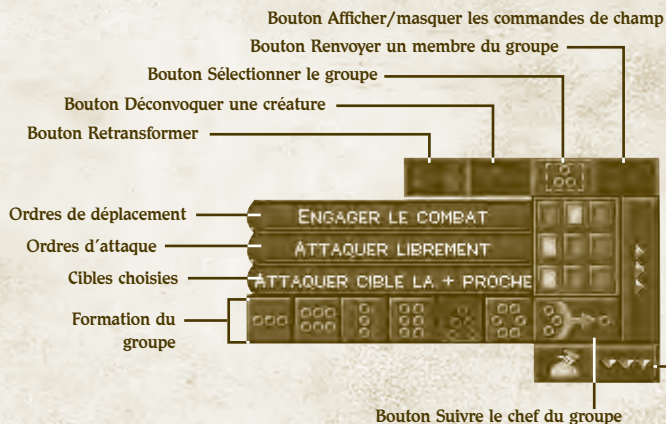 Bouton Afficher/masquer les commandes de champ
Bouton Renvoyer un membre du groupe
Bouton Sélectionner le groupe
Bouton Déconvoquer une créature
Bouton Retransformer
Ordres de déplacement
ENGAGER LE COMBAT
Ordres d'attaque
ATTAQUER LIBREMENT
Cibles choisies
ATTAQUER CIBLE LA + PROCHE
Formation du
groupe
Bouton Suivre le chef du groupe